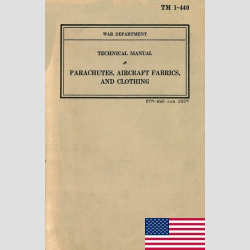 TM 1-440
WAR DEPARTMENT
TECHNICAL MANUAL
PARACHUTES, AIRCRAFT FABRICS,
AND CLOTHING